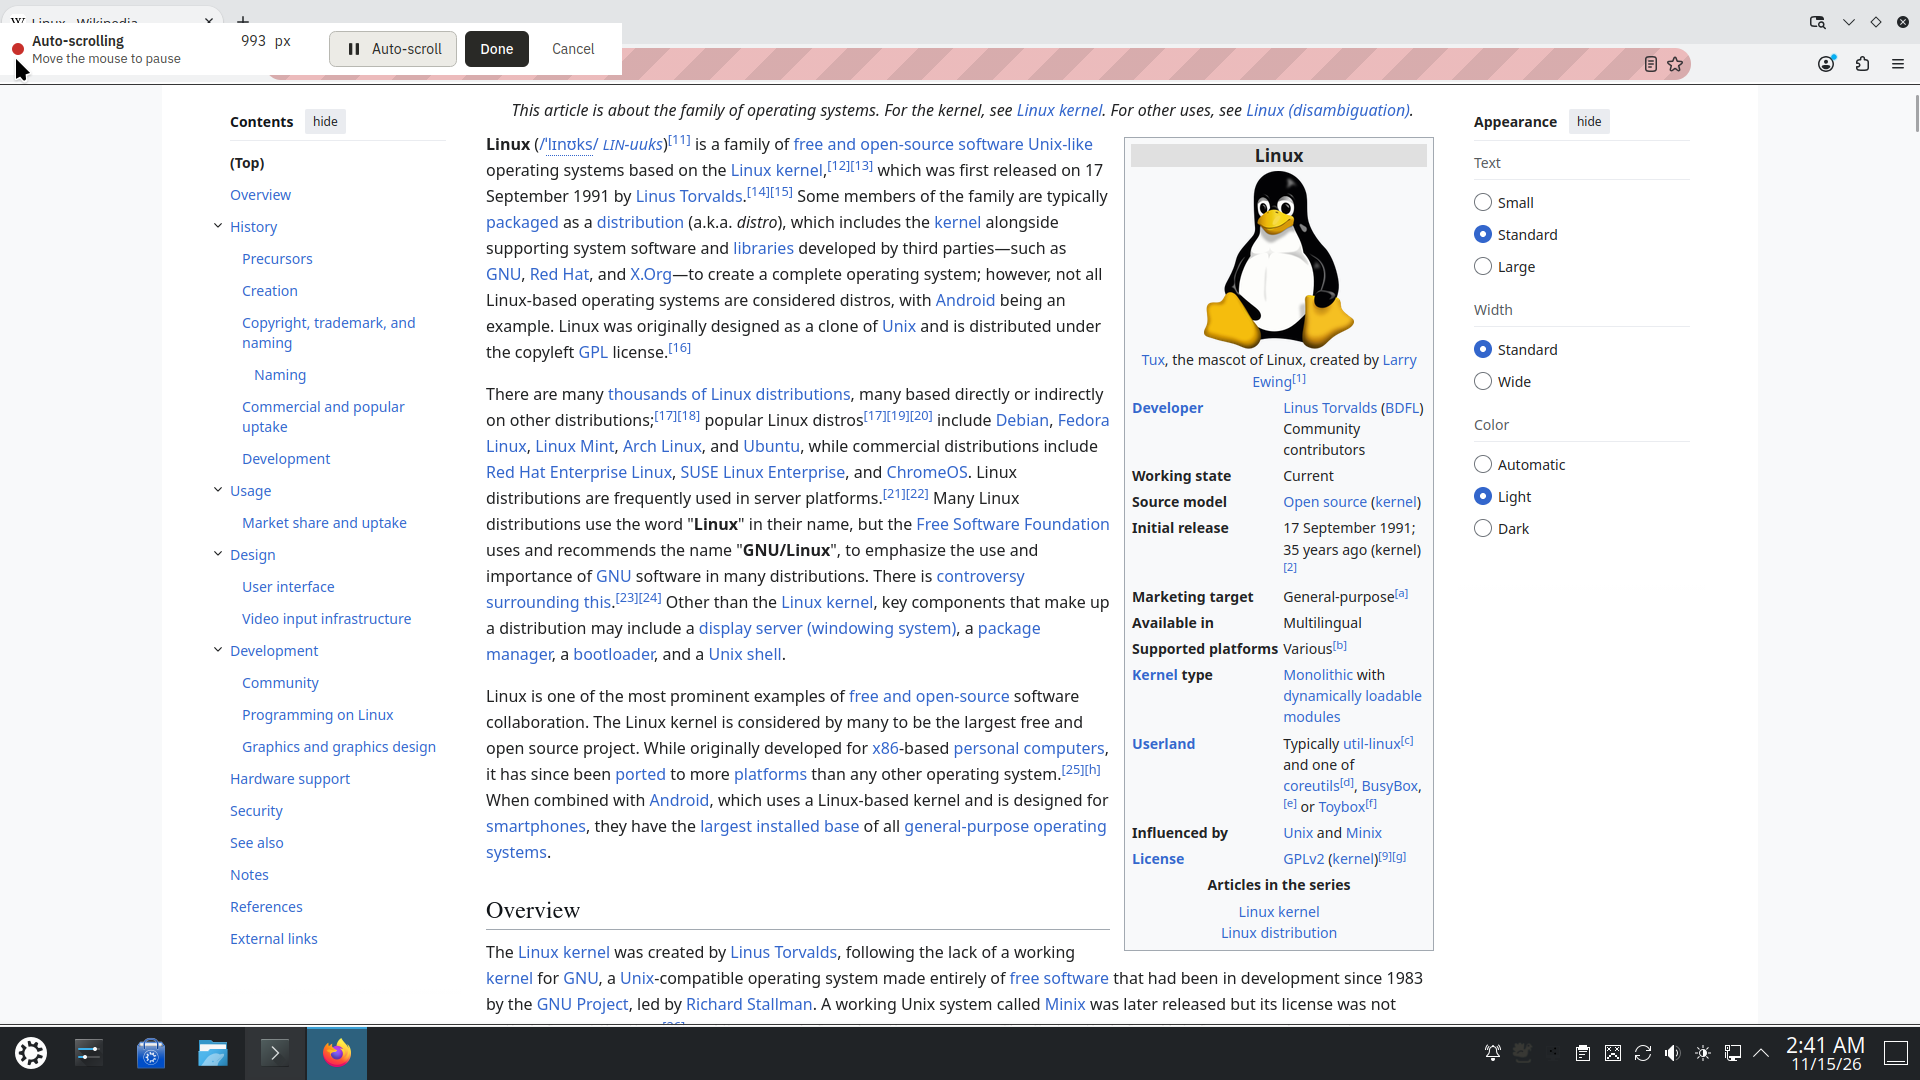 Auto-scrolling
Move the mouse to pause
993 px
Auto-scroll
Done
Cancel
Contents
hide
(Top)
Overview
History
Precursors
Creation
Copyright, trademark, and
naming
Naming
Commercial and popular
uptake
Development
Usage
Market share and uptake
Design
User interface
Video input infrastructure
Development
Community
Programming on Linux
Graphics and graphics design
Hardware support
Security
See also
Notes
References
External links
This article is about the family of operating systems. For the kernel, see Linux kernel. For other uses, see Linux (disambiguation).
Linux (/ˈlɪnʊks/ LIN-uuks)[11] is a family of free and open-source software Unix-like
operating systems based on the Linux kernel,[12][13] which was first released on 17
September 1991 by Linus Torvalds.[14][15] Some members of the family are typically
packaged as a distribution (a.k.a. distro), which includes the kernel alongside
supporting system software and libraries developed by third parties—such as
GNU, Red Hat, and X.Org—to create a complete operating system; however, not all
Linux-based operating systems are considered distros, with Android being an
example. Linux was originally designed as a clone of Unix and is distributed under
the copyleft GPL license.[16]
There are many thousands of Linux distributions, many based directly or indirectly
on other distributions;[17][18] popular Linux distros[17][19][20] include Debian, Fedora
Linux, Linux Mint, Arch Linux, and Ubuntu, while commercial distributions include
Red Hat Enterprise Linux, SUSE Linux Enterprise, and ChromeOS. Linux
distributions are frequently used in server platforms.[21][22] Many Linux
distributions use the word "Linux" in their name, but the Free Software Foundation
uses and recommends the name "GNU/Linux", to emphasize the use and
importance of GNU software in many distributions. There is controversy
surrounding this.[23][24] Other than the Linux kernel, key components that make up
a distribution may include a display server (windowing system), a package
manager, a bootloader, and a Unix shell.
Linux is one of the most prominent examples of free and open-source software
collaboration. The Linux kernel is considered by many to be the largest free and
open source project. While originally developed for x86-based personal computers,
it has since been ported to more platforms than any other operating system.[25][h]
When combined with Android, which uses a Linux-based kernel and is designed for
smartphones, they have the largest installed base of all general-purpose operating
systems.
Overview
The Linux kernel was created by Linus Torvalds, following the lack of a working
kernel for GNU, a Unix-compatible operating system made entirely of free software that had been in development since 1983
by the GNU Project, led by Richard Stallman. A working Unix system called Minix was later released but its license was not
Linux
Tux, the mascot of Linux, created by Larry
Ewing[1]
Developer Linus Torvalds (BDFL)
Community
contributors
Working state Current
Source model Open source (kernel)
Initial release 17 September 1991;
35 years ago (kernel)
[2]
Marketing target General-purpose[a]
Available in Multilingual
Supported platforms Various[b]
Kernel type Monolithic with
dynamically loadable
modules
Userland Typically util-linux[c]
and one of
coreutils[d], BusyBox,
[e] or Toybox[f]
Influenced by Unix and Minix
License GPLv2 (kernel)[9][g]
Articles in the series
Linux kernel
Linux distribution
Appearance
hide
Text
Small
Standard
Large
Width
Standard
Wide
Color
Automatic
Light
Dark
2:41 AM
11/15/26